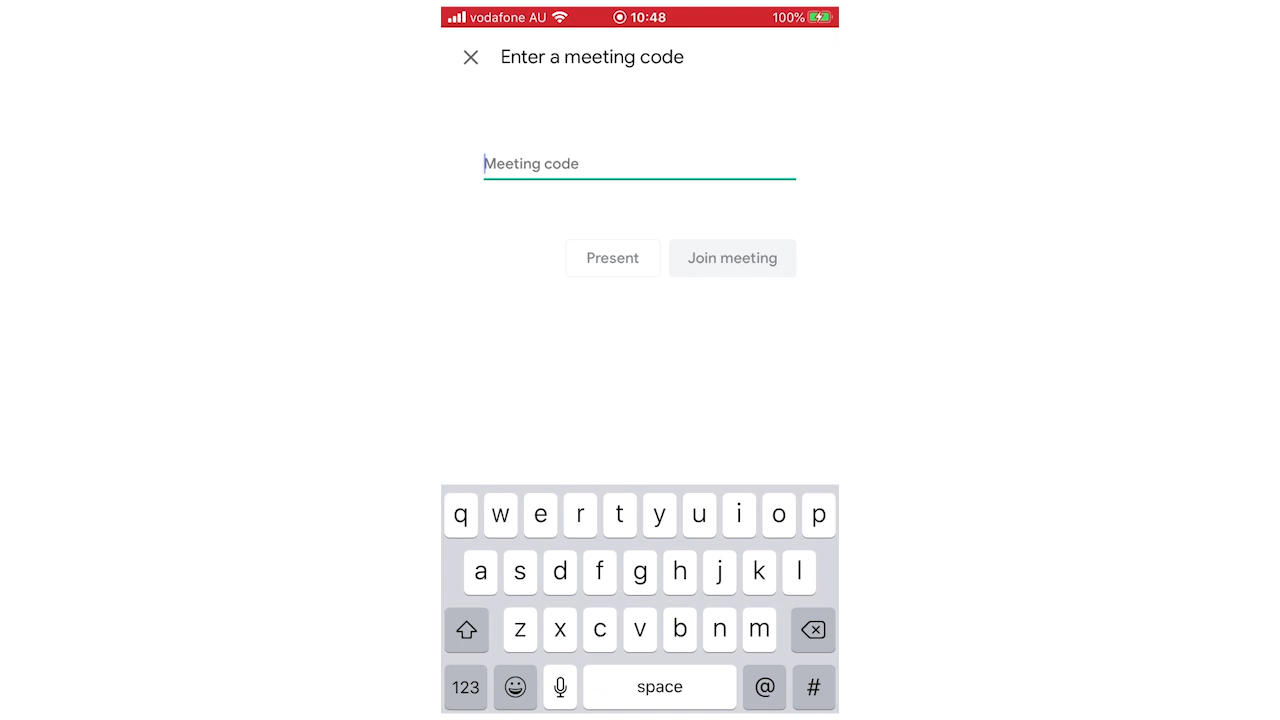 vodafone AU 10:48 100%
Enter a meeting code
Meeting code
Present Join meeting
q w e r t y u i o p
a s d f g h j k l
z x c v b n m
123 space @ #